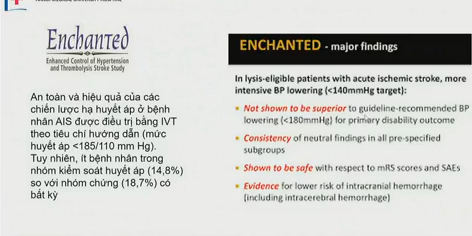 Enchanted
Enhanced Control of Hypertension
and Thrombolysis Stroke Study
An toàn và hiệu quả của các
chiến lược hạ huyết áp ở bệnh
nhân AIS được điều trị bằng IVT
theo tiêu chí hướng dẫn (mức
huyết áp <185/110 mm Hg).
Tuy nhiên, ít bệnh nhân trong
nhóm kiểm soát huyết áp (14,8%)
so với nhóm chứng (18,7%) có
bất kỳ
ENCHANTED - major findings
In lysis-eligible patients with acute ischemic stroke, more
intensive BP lowering (<140mmHg target):
• Not shown to be superior to guideline-recommended BP
lowering (<180mmHg) for primary disability outcome
• Consistency of neutral findings in all pre-specified
subgroups
• Shown to be safe with respect to mRS scores and SAEs
• Evidence for lower risk of intracranial hemorrhage
(including intracerebral hemorrhage)